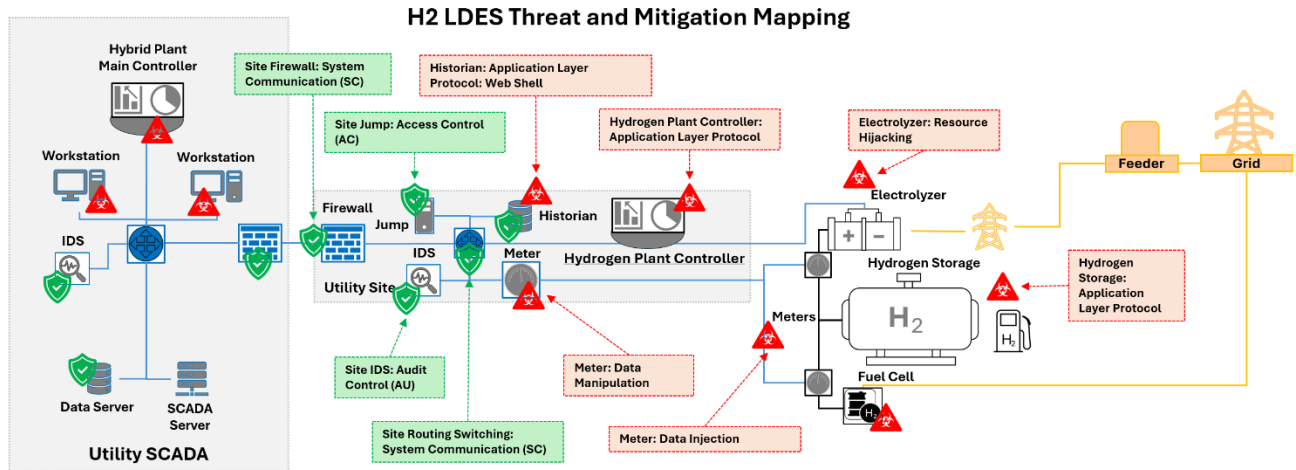 H2 LDES Threat and Mitigation Mapping
Hybrid Plant
Main Controller
Workstation
Workstation
IDS
Data Server
SCADA
Server
Utility SCADA
Site Firewall: System
Communication (SC)
Site Jump: Access Control
(AC)
Historian: Application Layer
Protocol: Web Shell
Hydrogen Plant Controller:
Application Layer Protocol
Electrolyzer: Resource
Hijacking
Feeder
Grid
Firewall
Jump
Historian
IDS
Meter
Hydrogen Plant Controller
Utility Site
Electrolyzer
+ −
Hydrogen Storage
H2
H2
Meters
Fuel Cell
H2
Hydrogen
Storage:
Application
Layer Protocol
Site IDS: Audit
Control (AU)
Meter: Data
Manipulation
Site Routing Switching:
System Communication (SC)
Meter: Data Injection